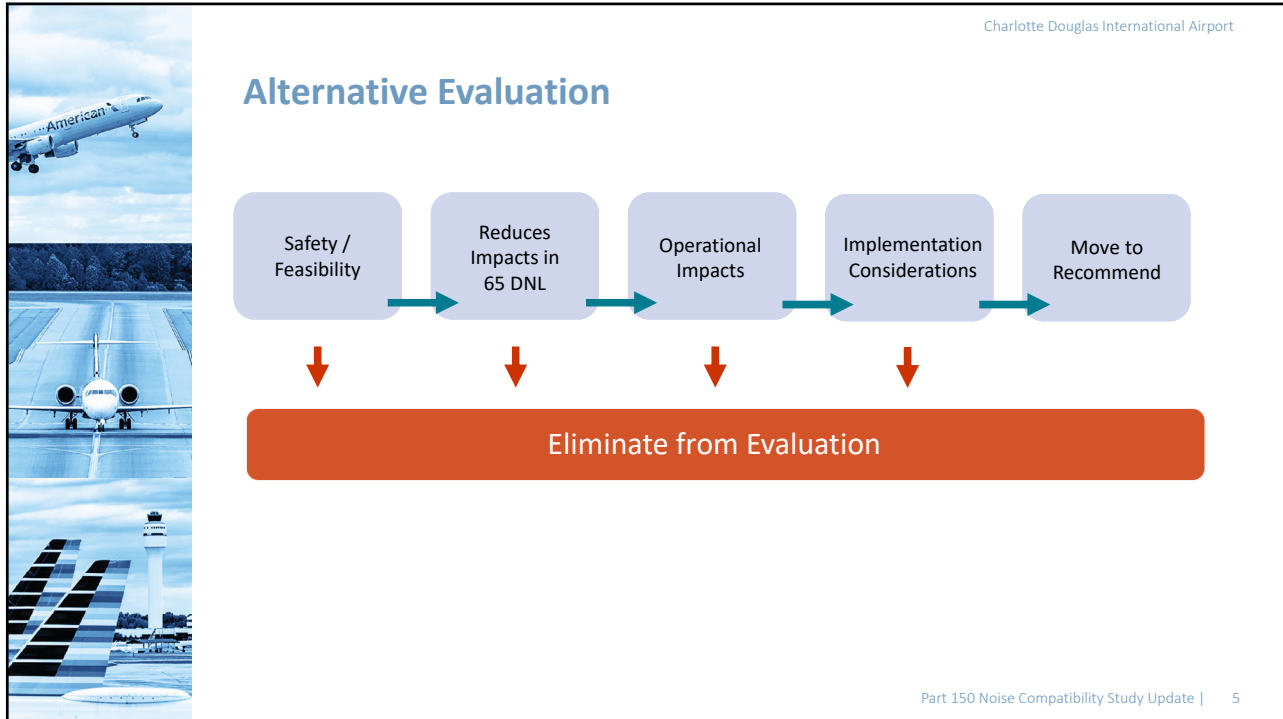 Charlotte Douglas International Airport
Alternative Evaluation
American
Safety /
Feasibility
Reduces
Impacts in
65 DNL
Operational
Impacts
Implementation
Considerations
Move to
Recommend
Eliminate from Evaluation
Part 150 Noise Compatibility Study Update | 5